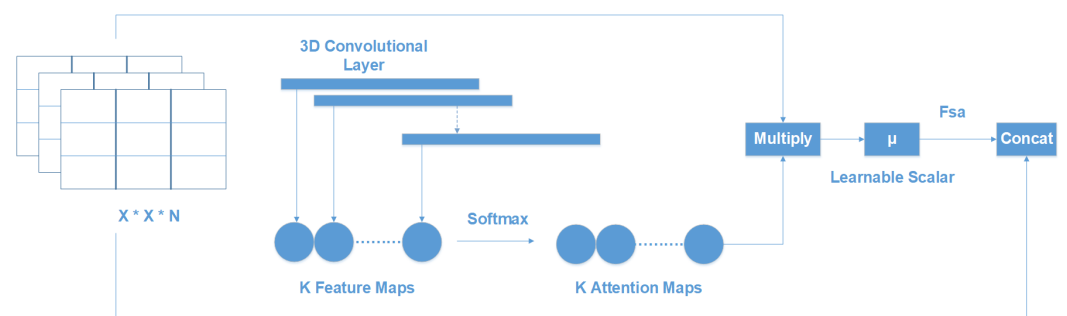 3D Convolutional
Layer
Fsa
Multiply
μ
Concat
Learnable Scalar
X * X * N
Softmax
K Feature Maps
K Attention Maps